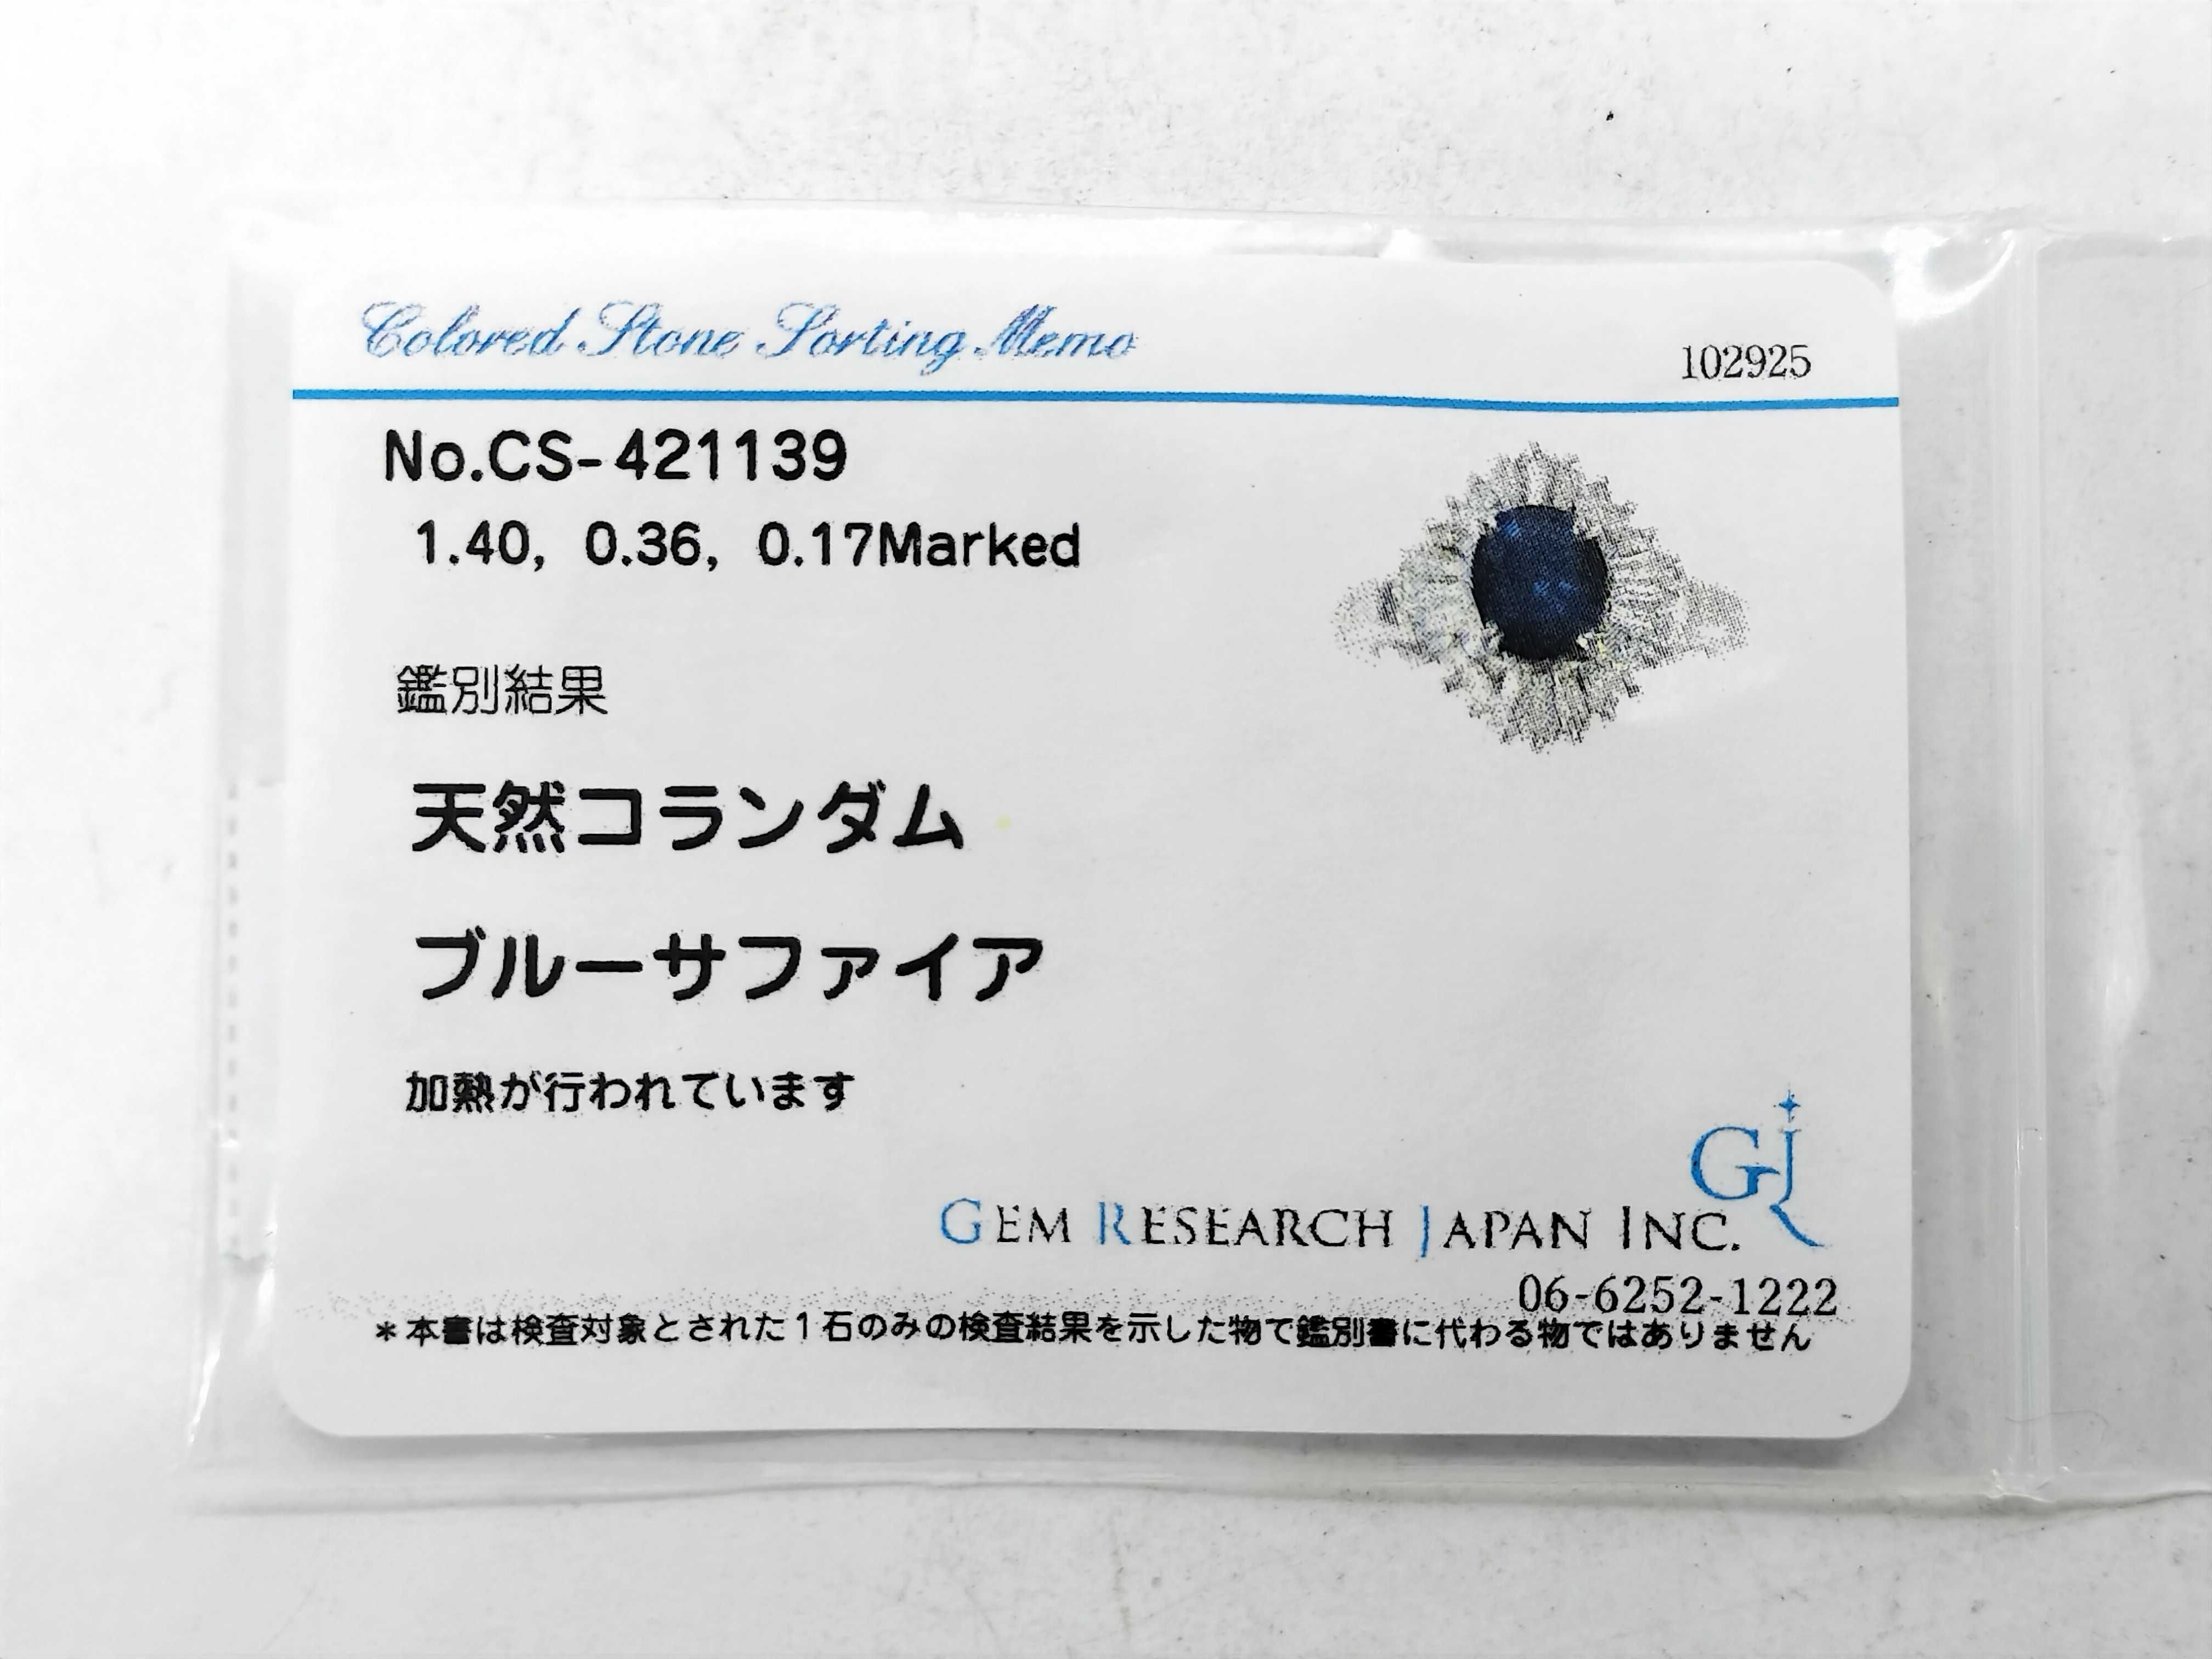 Colored Stone Sorting Memo
102925
No.CS-421139
1.40, 0.36, 0.17Marked
鑑別結果
天然コランダム
ブルーサファイア
加熱が行われています
GRJ
GEM RESEARCH JAPAN INC.
06-6252-1222
＊本書は検査対象とされた1石のみの検査結果を示した物で鑑別書に代わる物ではありません